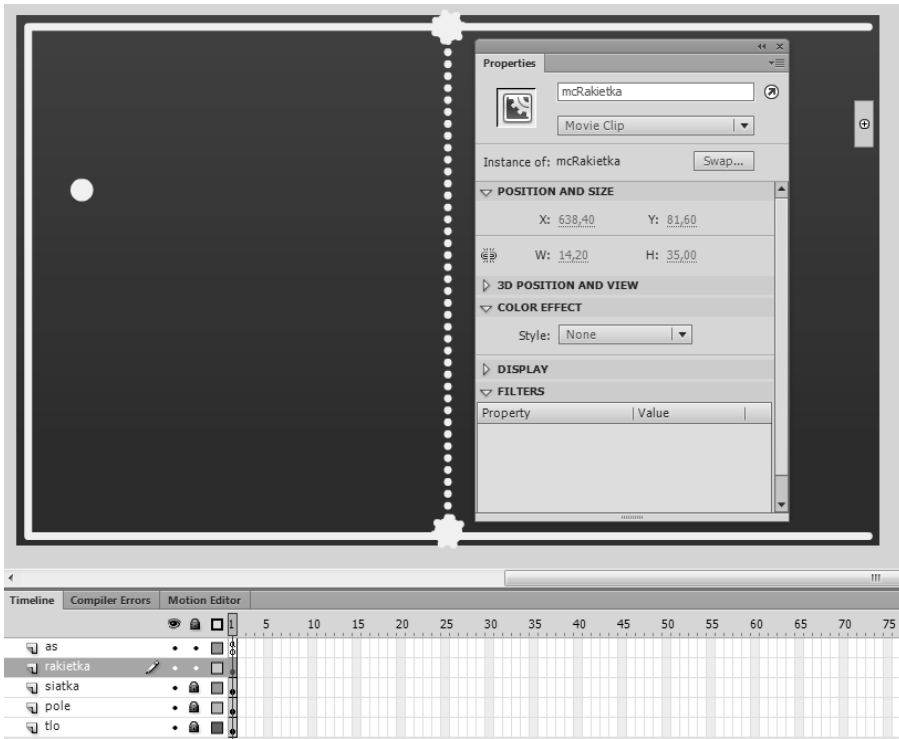 Properties
mcRakietka
Movie Clip
Instance of: mcRakietka Swap...
POSITION AND SIZE
X: 638,40 Y: 81,60
W: 14,20 H: 35,00
3D POSITION AND VIEW
COLOR EFFECT
Style: None
DISPLAY
FILTERS
Property Value
Timeline Compiler Errors Motion Editor
1 5 10 15 20 25 30 35 40 45 50 55 60 65 70 75
as
rakietka
siatka
pole
tlo